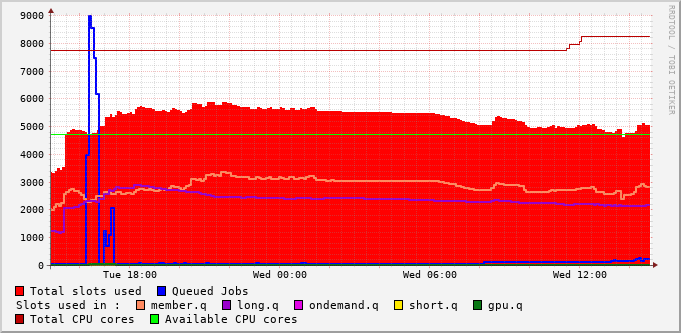 9000
8000
7000
6000
5000
4000
3000
2000
1000
0
Tue 18:00 Wed 00:00 Wed 06:00 Wed 12:00
RRDTOOL / TOBI OETIKER
Total slots used Queued Jobs
Slots used in : member.q long.q ondemand.q short.q gpu.q
Total CPU cores Available CPU cores